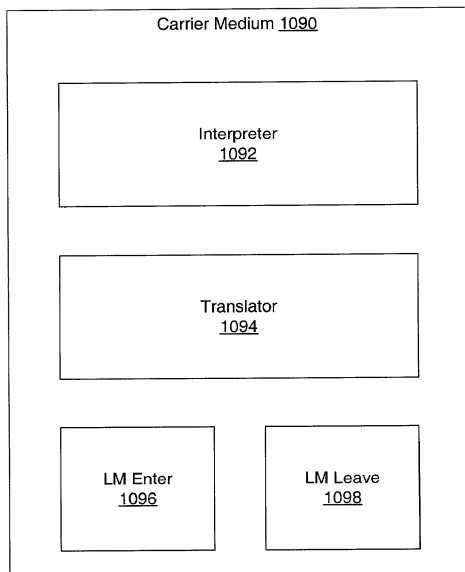 Carrier Medium 1090
Interpreter
1092
Translator
1094
LM Enter
1096
LM Leave
1098